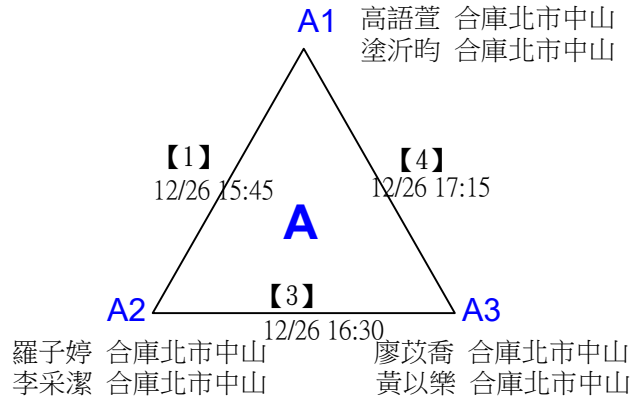 A1
高語萱 合庫北市中山
塗沂昀 合庫北市中山
【1】
12/26 15:45
【4】
12/26 17:15
A
A2
【3】
A3
12/26 16:30
羅子婷 合庫北市中山
廖苡喬 合庫北市中山
李采潔 合庫北市中山
黃以樂 合庫北市中山